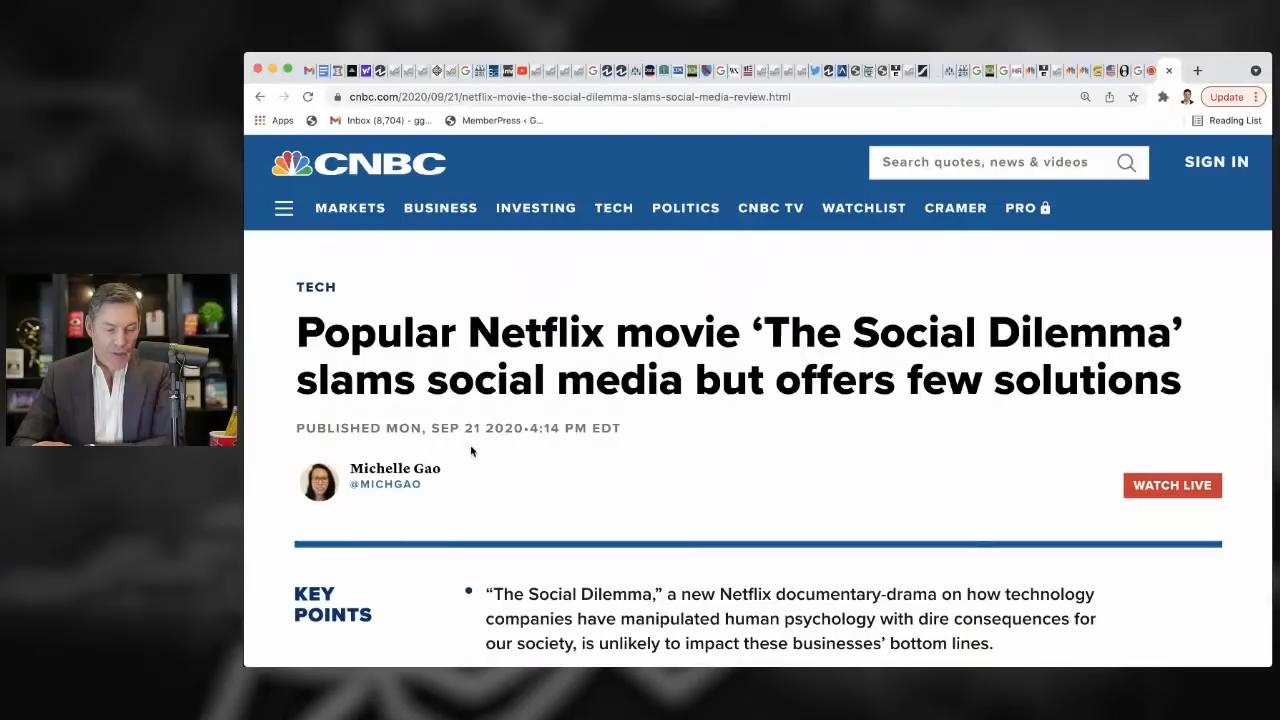 cnbc.com/2020/09/21/netflix-movie-the-social-dilemma-slams-social-media-review.html
Update
Apps
Inbox (8,704) - gg...
MemberPress ‹ G...
Reading List
CNBC
Search quotes, news & videos
SIGN IN
MARKETS BUSINESS INVESTING TECH POLITICS CNBC TV WATCHLIST CRAMER PRO
TECH
Popular Netflix movie ‘The Social Dilemma’
slams social media but offers few solutions
PUBLISHED MON, SEP 21 2020•4:14 PM EDT
Michelle Gao
@MICHGAO
WATCH LIVE
KEY
POINTS
• “The Social Dilemma,” a new Netflix documentary-drama on how technology
companies have manipulated human psychology with dire consequences for
our society, is unlikely to impact these businesses’ bottom lines.